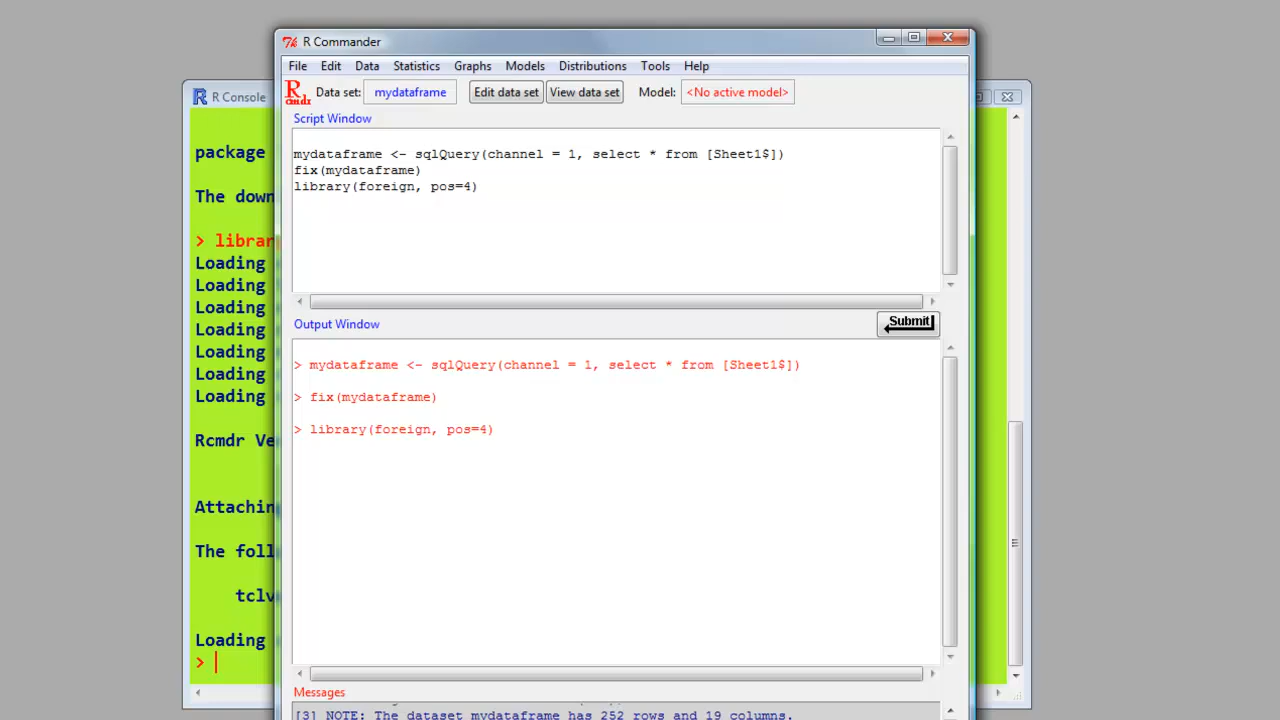 R Commander
File Edit Data Statistics Graphs Models Distributions Tools Help
R
cmdr
Data set: mydataframe Edit data set View data set Model: <No active model>
Script Window
mydataframe <- sqlQuery(channel = 1, select * from [Sheet1$])
fix(mydataframe)
library(foreign, pos=4)
Submit
Output Window
> mydataframe <- sqlQuery(channel = 1, select * from [Sheet1$])
> fix(mydataframe)
> library(foreign, pos=4)
Messages
[3] NOTE: The dataset mydataframe has 252 rows and 19 columns.
R Console
package
The down
> librar
Loading
Loading
Loading
Loading
Loading
Loading
Loading
Rcmdr Ve
Attachin
The foll
tclv
Loading
>